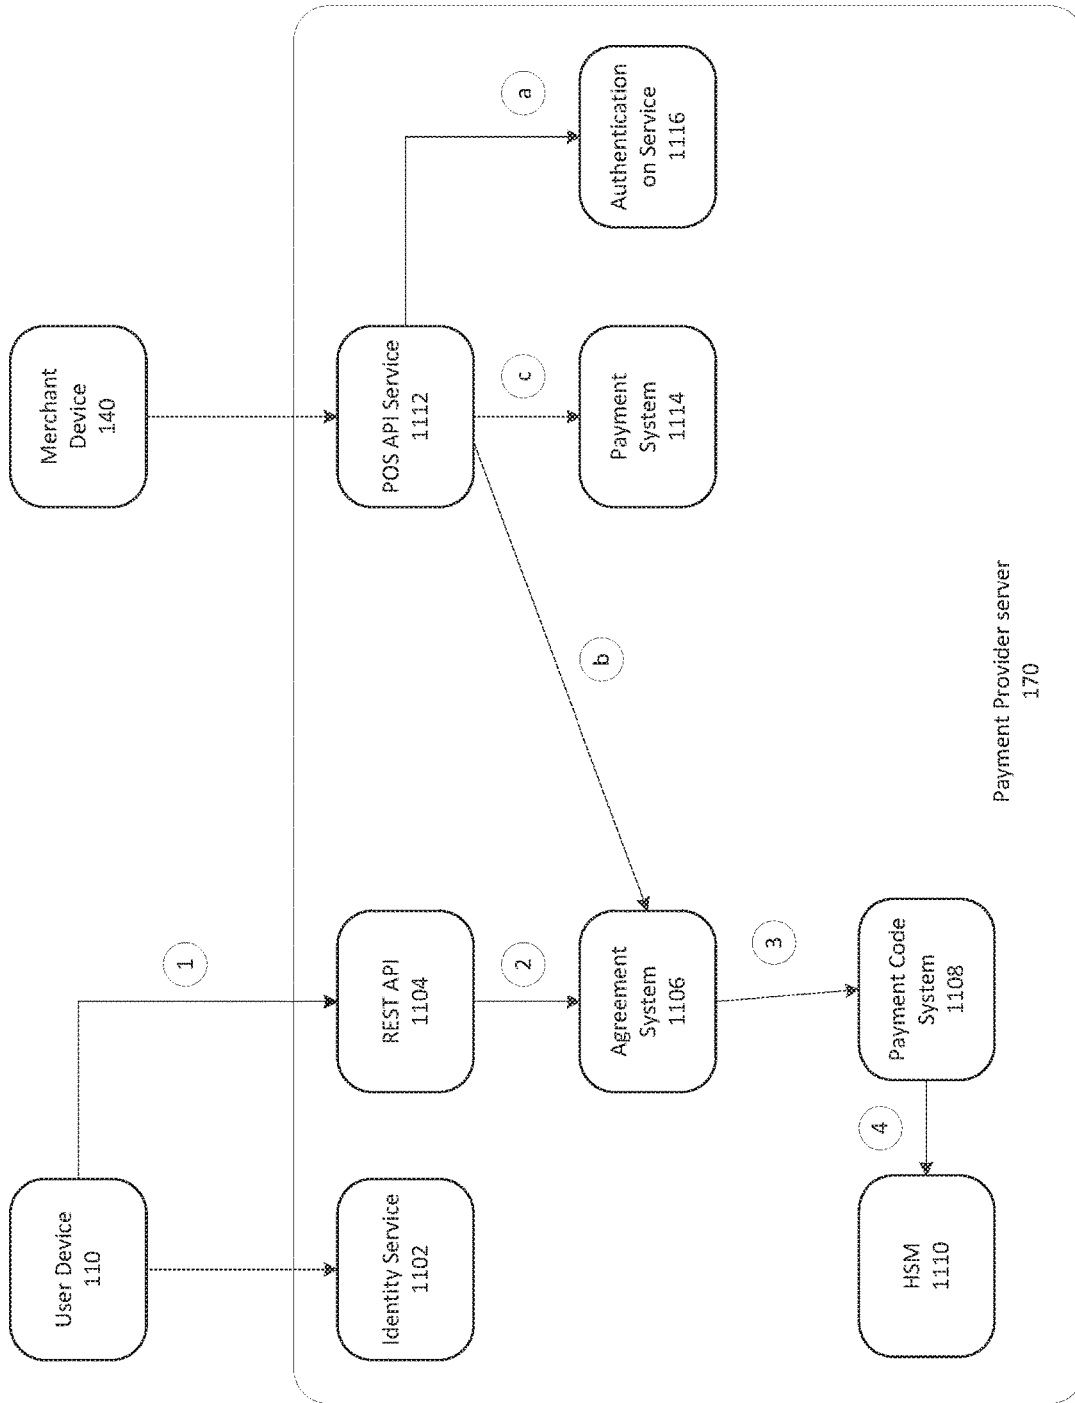 User Device
110
Merchant
Device
140
1
Identity Service
1102
REST API
1104
POS API Service
1112
2
b
c
a
Agreement
System
1106
Payment
System
1114
Authentication
on Service
1116
3
4
HSM
1110
Payment Code
System
1108
Payment Provider server
170